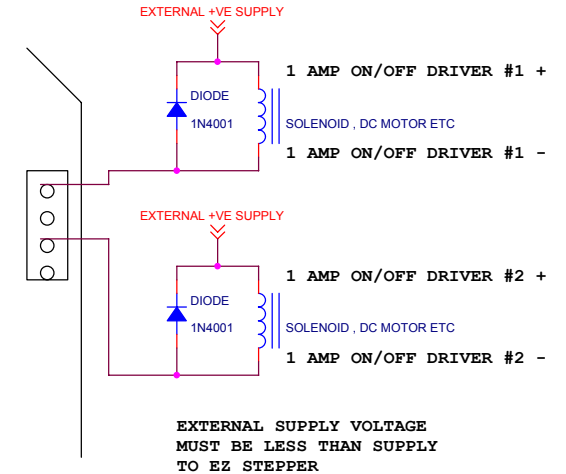 EXTERNAL +VE SUPPLY
1 AMP ON/OFF DRIVER #1 +
DIODE
1N4001
SOLENOID , DC MOTOR ETC
1 AMP ON/OFF DRIVER #1 -
EXTERNAL +VE SUPPLY
1 AMP ON/OFF DRIVER #2 +
DIODE
1N4001
SOLENOID , DC MOTOR ETC
1 AMP ON/OFF DRIVER #2 -
EXTERNAL SUPPLY VOLTAGE
MUST BE LESS THAN SUPPLY
TO EZ STEPPER